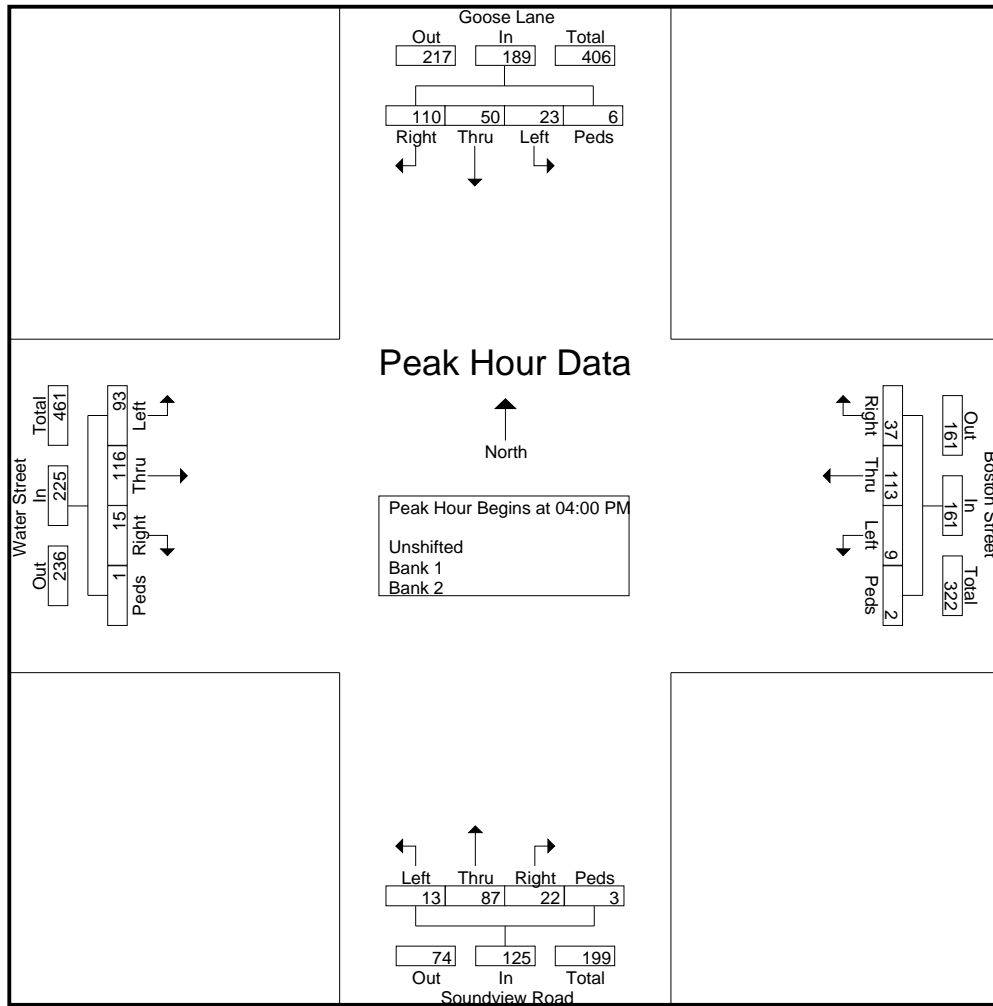 Goose Lane
Out In Total
217 189 406
110 50 23 6
Right Thru Left Peds
Peak Hour Data
North
Peak Hour Begins at 04:00 PM
Unshifted
Bank 1
Bank 2
Water Street
Total In Out
461 225 236
93 116 15 1
Left Thru Right Peds
Boston Street
Out In Total
161 161 322
37 113 9 2
Right Thru Left Peds
Left Thru Right Peds
13 87 22 3
74 125 199
Out In Total
Soundview Road